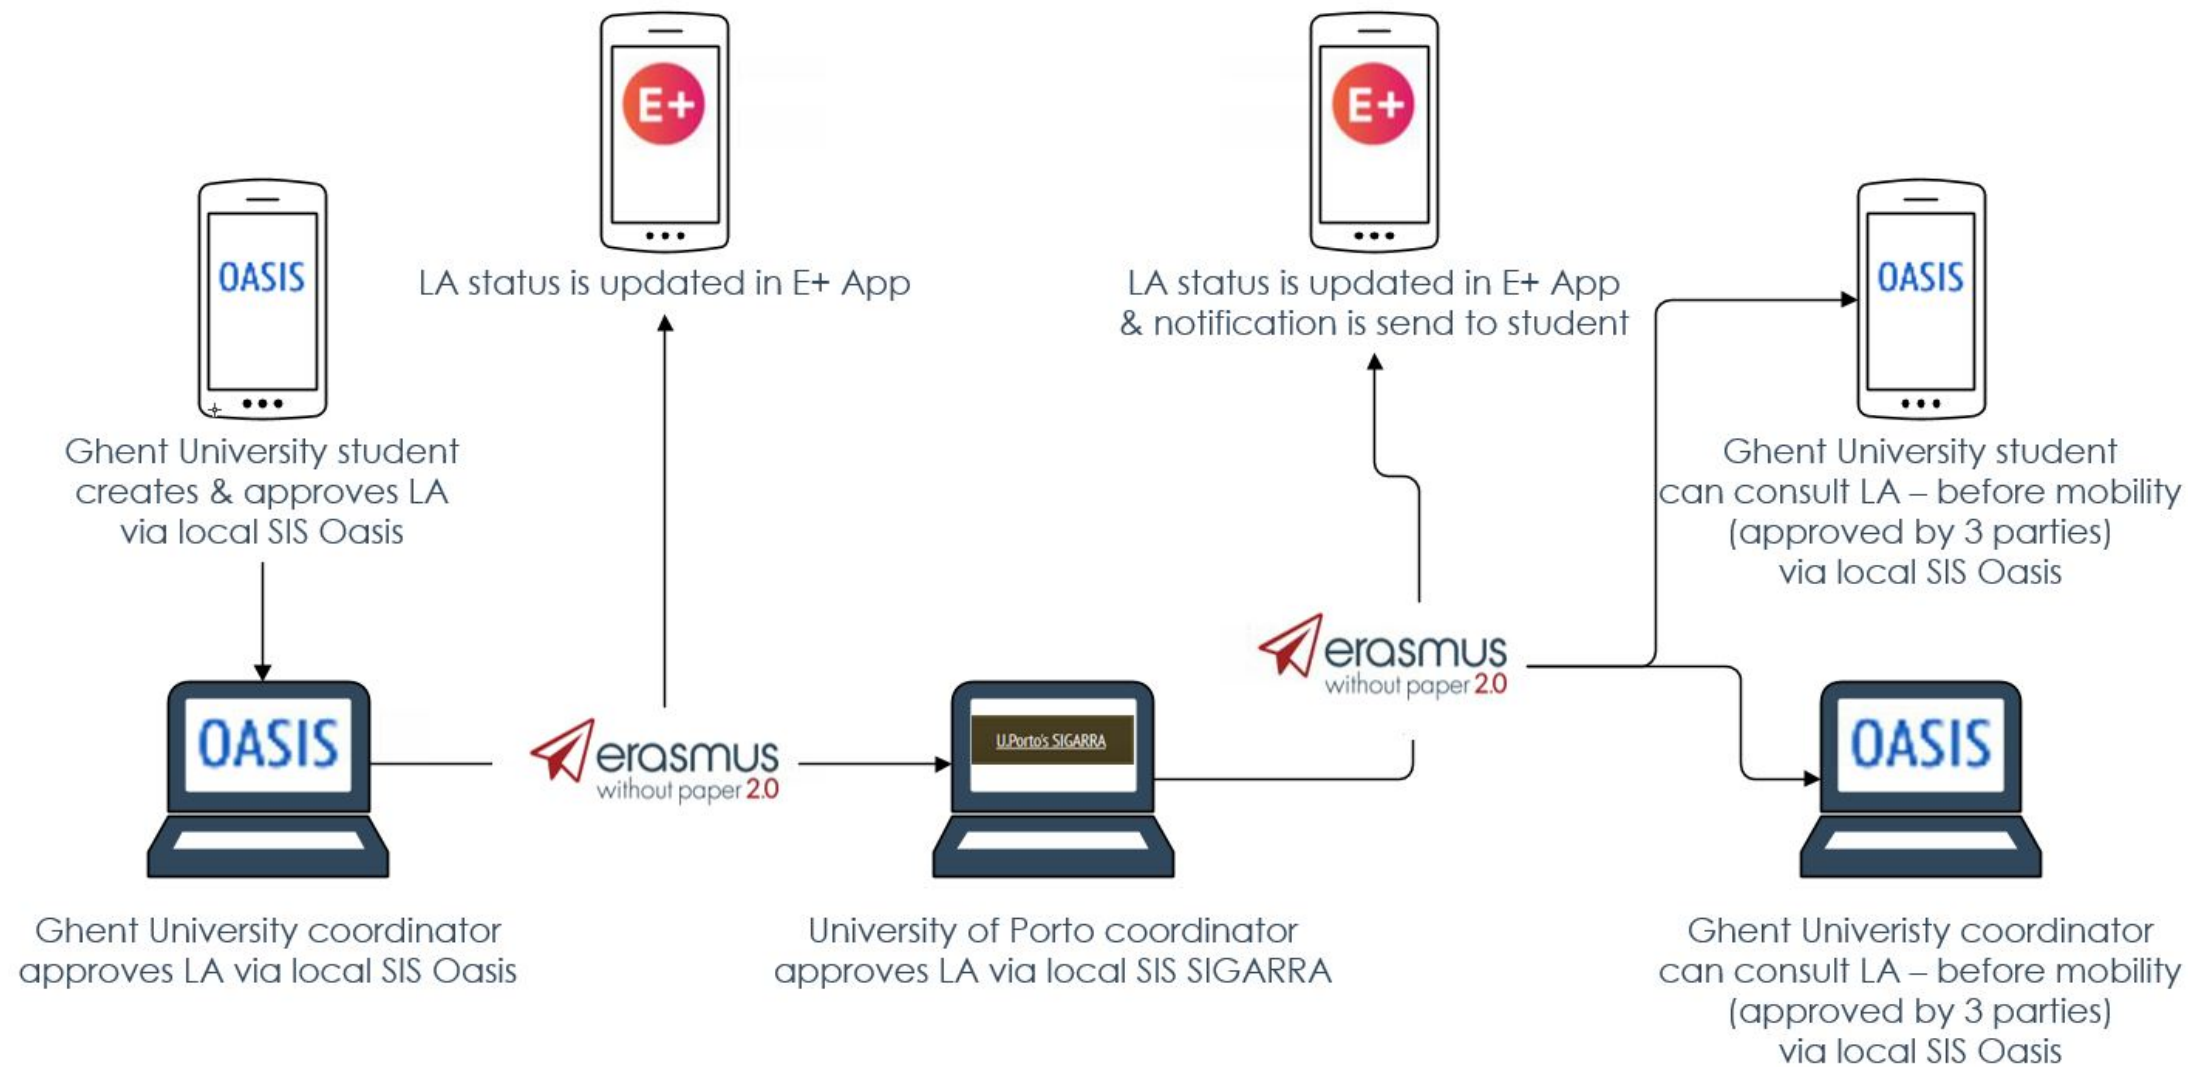 E+
LA status is updated in E+ App
E+
LA status is updated in E+ App
& notification is send to student
OASIS
Ghent University student
creates & approves LA
via local SIS Oasis
OASIS
Ghent University student
can consult LA – before mobility
(approved by 3 parties)
via local SIS Oasis
OASIS
Ghent University coordinator
approves LA via local SIS Oasis
erasmus
without paper 2.0
U.Porto's SIGARRA
University of Porto coordinator
approves LA via local SIS SIGARRA
erasmus
without paper 2.0
OASIS
Ghent Univeristy coordinator
can consult LA – before mobility
(approved by 3 parties)
via local SIS Oasis